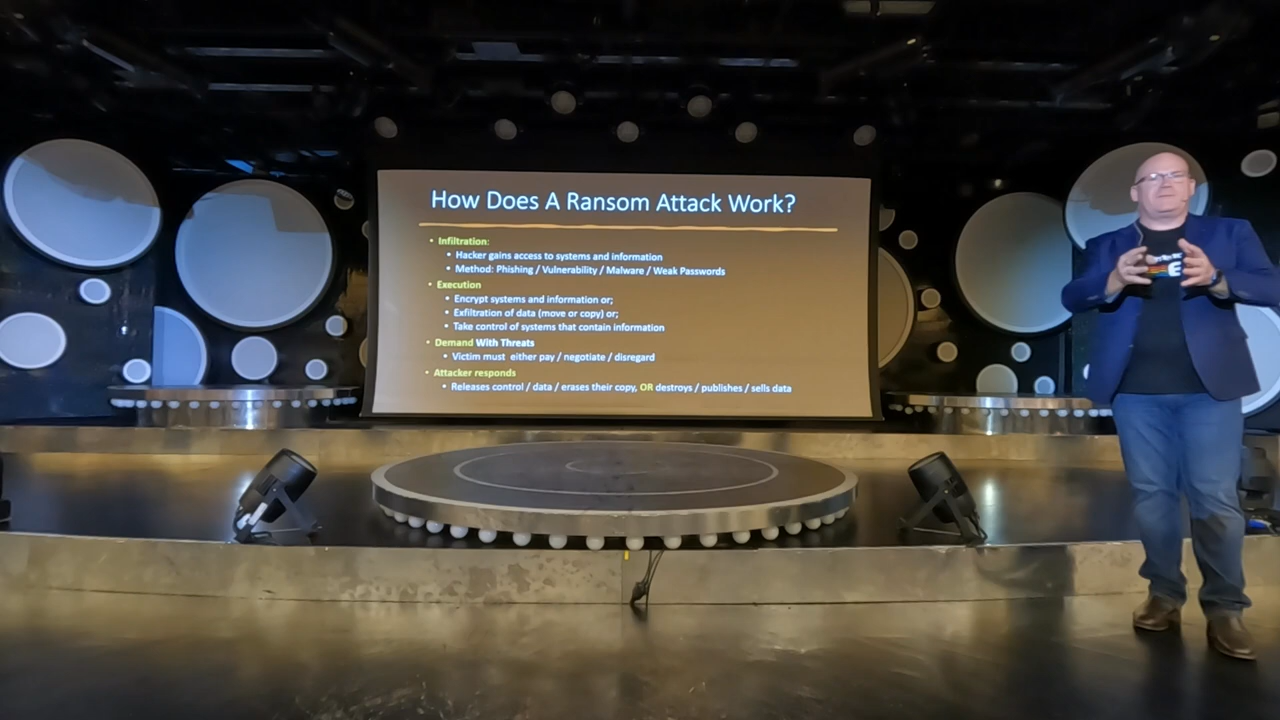 How Does A Ransom Attack Work?
• Infiltration:
• Hacker gains access to systems and information
• Method: Phishing / Vulnerability / Malware / Weak Passwords
• Execution
• Encrypt systems and information or;
• Exfiltration of data (move or copy) or;
• Take control of systems that contain information
• Demand With Threats
• Victim must either pay / negotiate / disregard
• Attacker responds
• Releases control / data / erases their copy, OR destroys / publishes / sells data